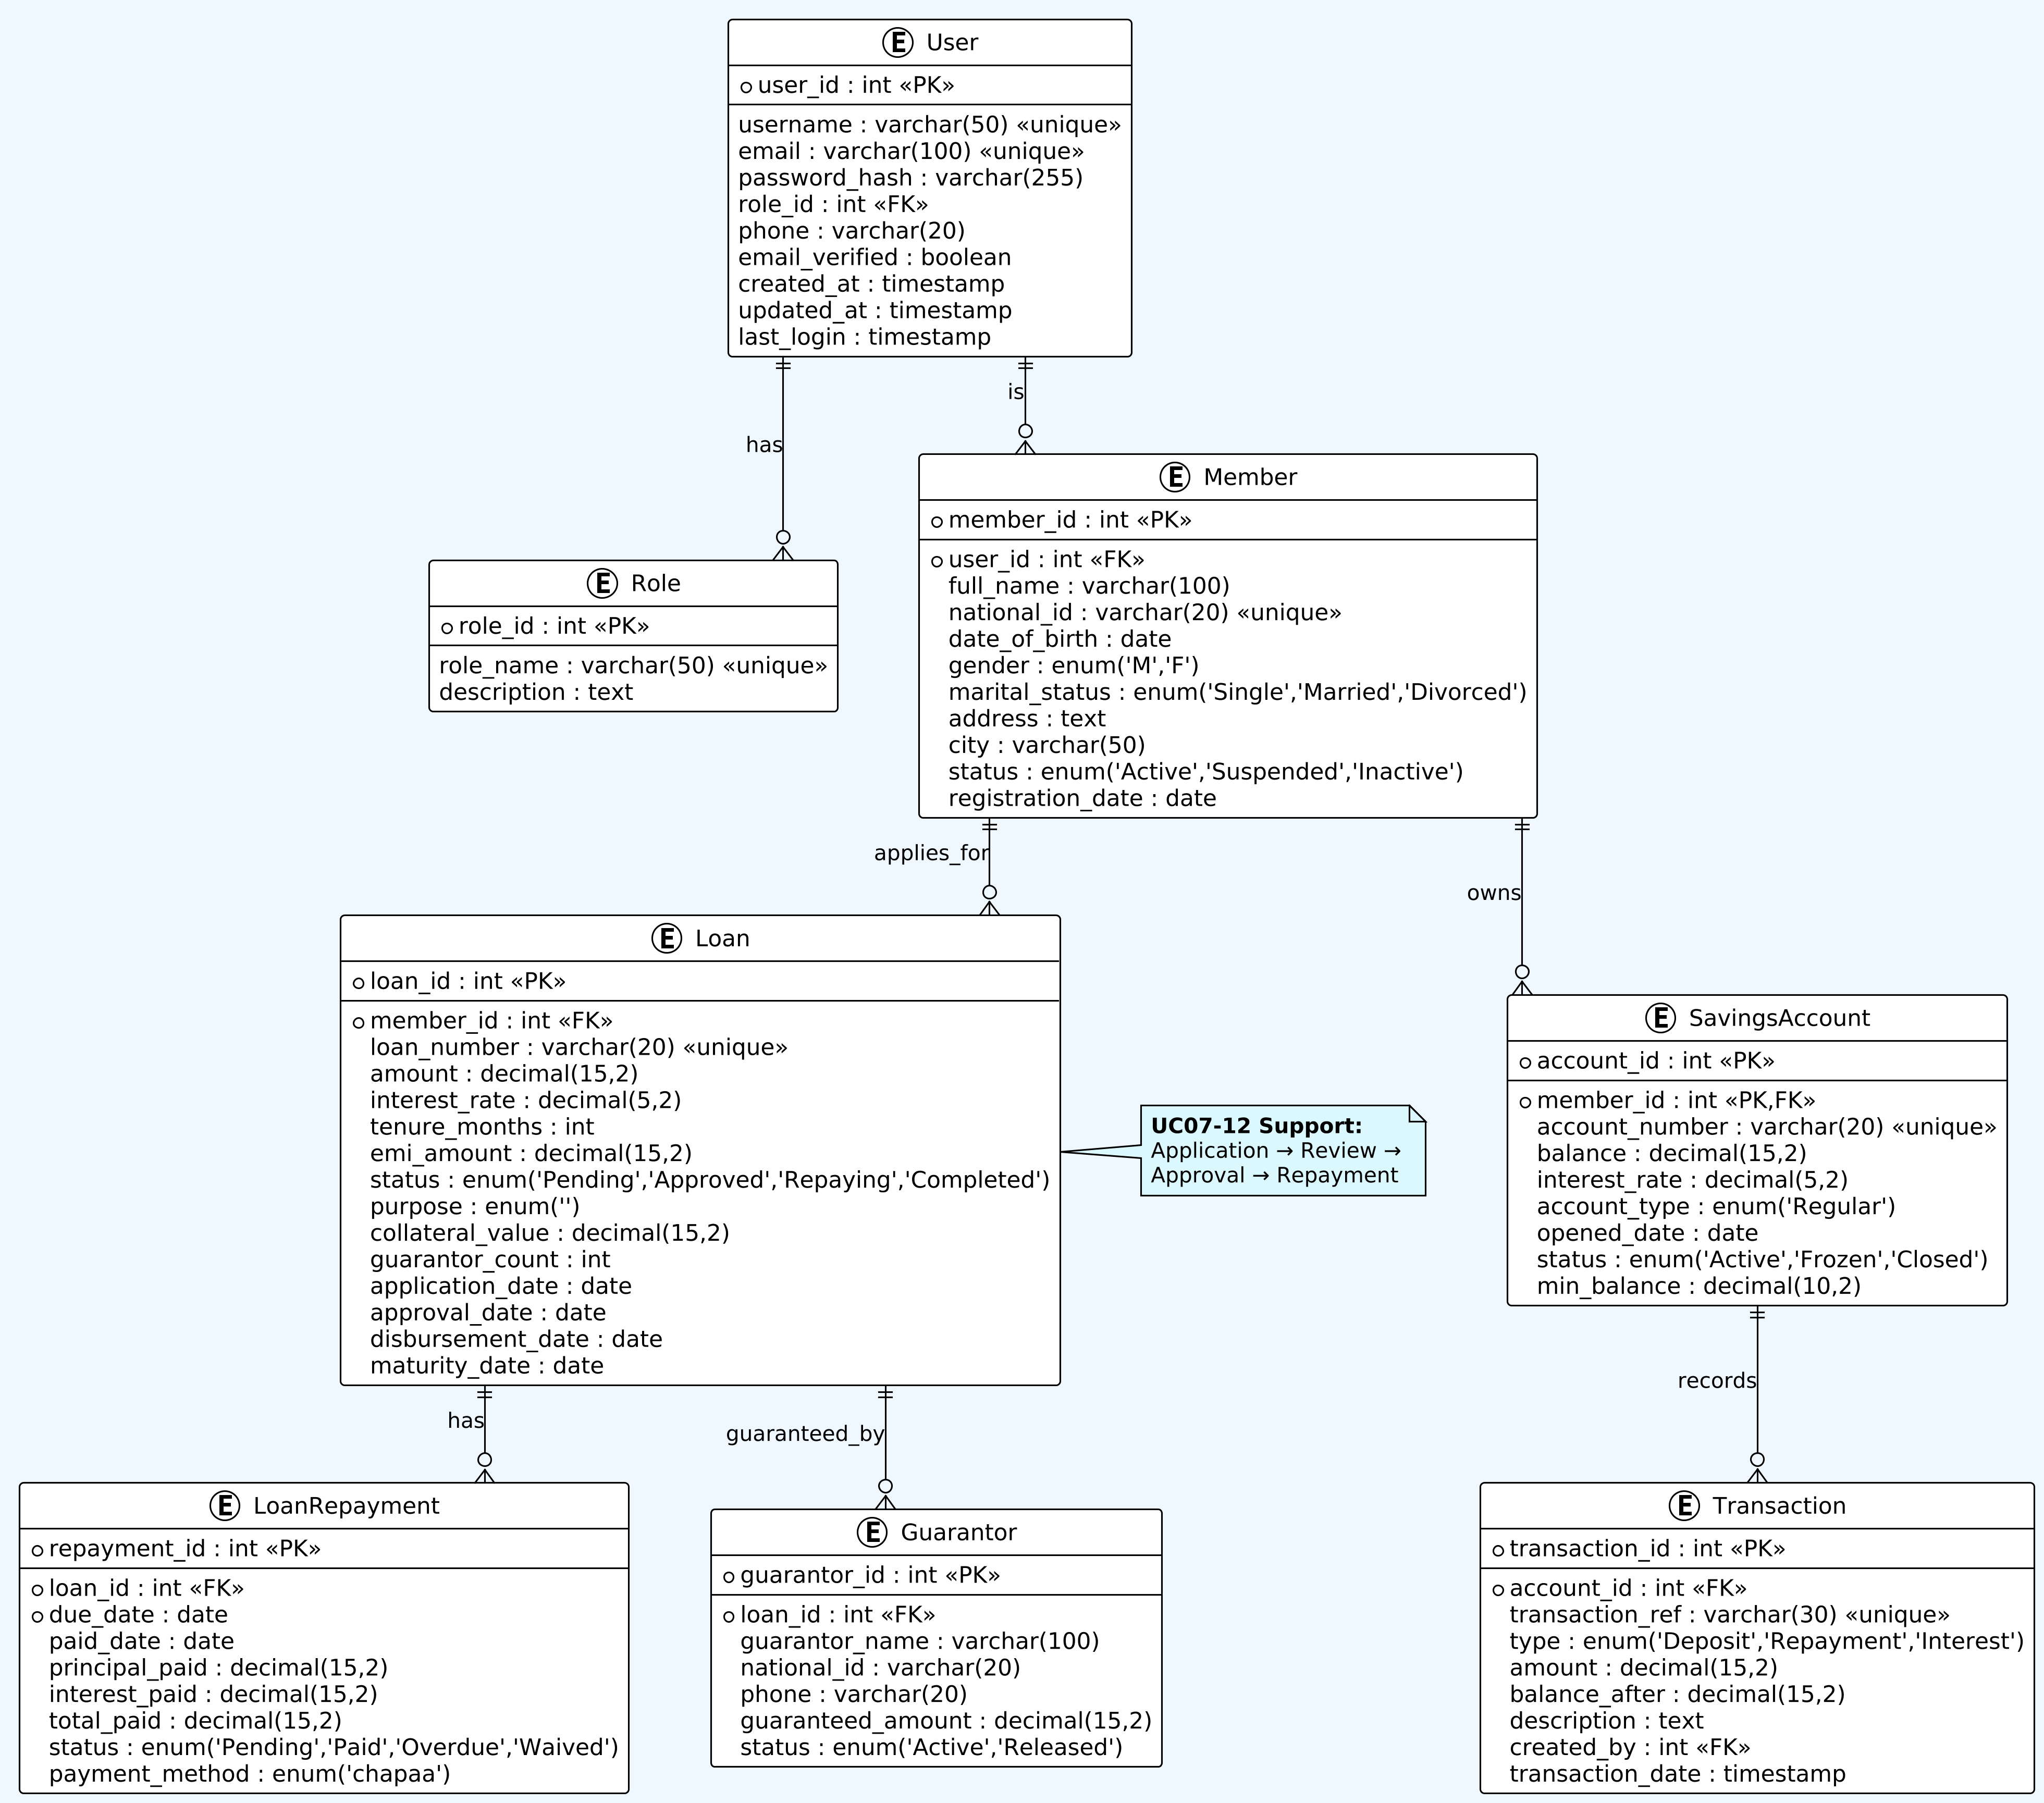 E User
user_id : int «PK»
username : varchar(50) «unique»
email : varchar(100) «unique»
password_hash : varchar(255)
role_id : int «FK»
phone : varchar(20)
email_verified : boolean
created_at : timestamp
updated_at : timestamp
last_login : timestamp
is
has
E Member
member_id : int «PK»
user_id : int «FK»
full_name : varchar(100)
national_id : varchar(20) «unique»
date_of_birth : date
gender : enum('M','F')
marital_status : enum('Single','Married','Divorced')
address : text
city : varchar(50)
status : enum('Active','Suspended','Inactive')
registration_date : date
E Role
role_id : int «PK»
role_name : varchar(50) «unique»
description : text
applies_for
owns
E Loan
loan_id : int «PK»
member_id : int «FK»
loan_number : varchar(20) «unique»
amount : decimal(15,2)
interest_rate : decimal(5,2)
tenure_months : int
emi_amount : decimal(15,2)
status : enum('Pending','Approved','Repaying','Completed')
purpose : enum('')
collateral_value : decimal(15,2)
guarantor_count : int
application_date : date
approval_date : date
disbursement_date : date
maturity_date : date
UC07-12 Support:
Application → Review →
Approval → Repayment
E SavingsAccount
account_id : int «PK»
member_id : int «PK,FK»
account_number : varchar(20) «unique»
balance : decimal(15,2)
interest_rate : decimal(5,2)
account_type : enum('Regular')
opened_date : date
status : enum('Active','Frozen','Closed')
min_balance : decimal(10,2)
has
guaranteed_by
records
E LoanRepayment
repayment_id : int «PK»
loan_id : int «FK»
due_date : date
paid_date : date
principal_paid : decimal(15,2)
interest_paid : decimal(15,2)
total_paid : decimal(15,2)
status : enum('Pending','Paid','Overdue','Waived')
payment_method : enum('chapaa')
E Guarantor
guarantor_id : int «PK»
loan_id : int «FK»
guarantor_name : varchar(100)
national_id : varchar(20)
phone : varchar(20)
guaranteed_amount : decimal(15,2)
status : enum('Active','Released')
E Transaction
transaction_id : int «PK»
account_id : int «FK»
transaction_ref : varchar(30) «unique»
type : enum('Deposit','Repayment','Interest')
amount : decimal(15,2)
balance_after : decimal(15,2)
description : text
created_by : int «FK»
transaction_date : timestamp